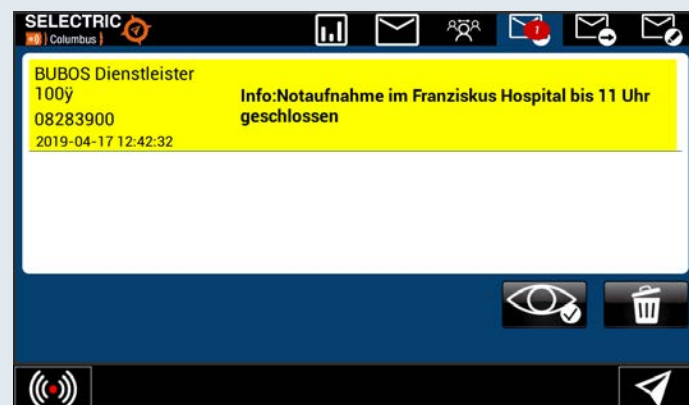 SELECTRIC
Columbus
1
BUBOS Dienstleister
100ÿ
08283900
2019-04-17 12:42:32
Info:Notaufnahme im Franziskus Hospital bis 11 Uhr
geschlossen